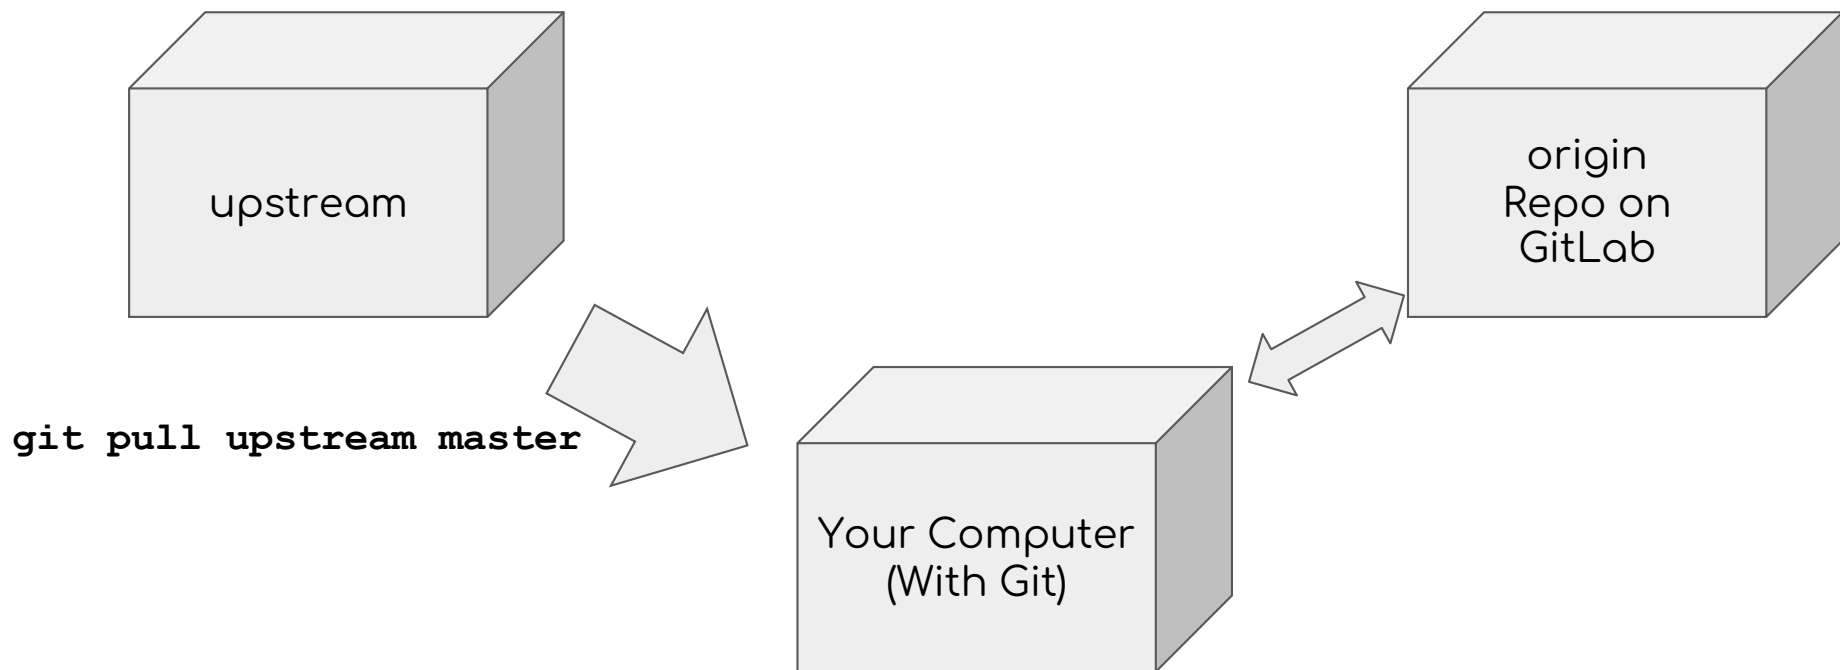 upstream
origin
Repo on
GitLab
git pull upstream master
Your Computer
(With Git)